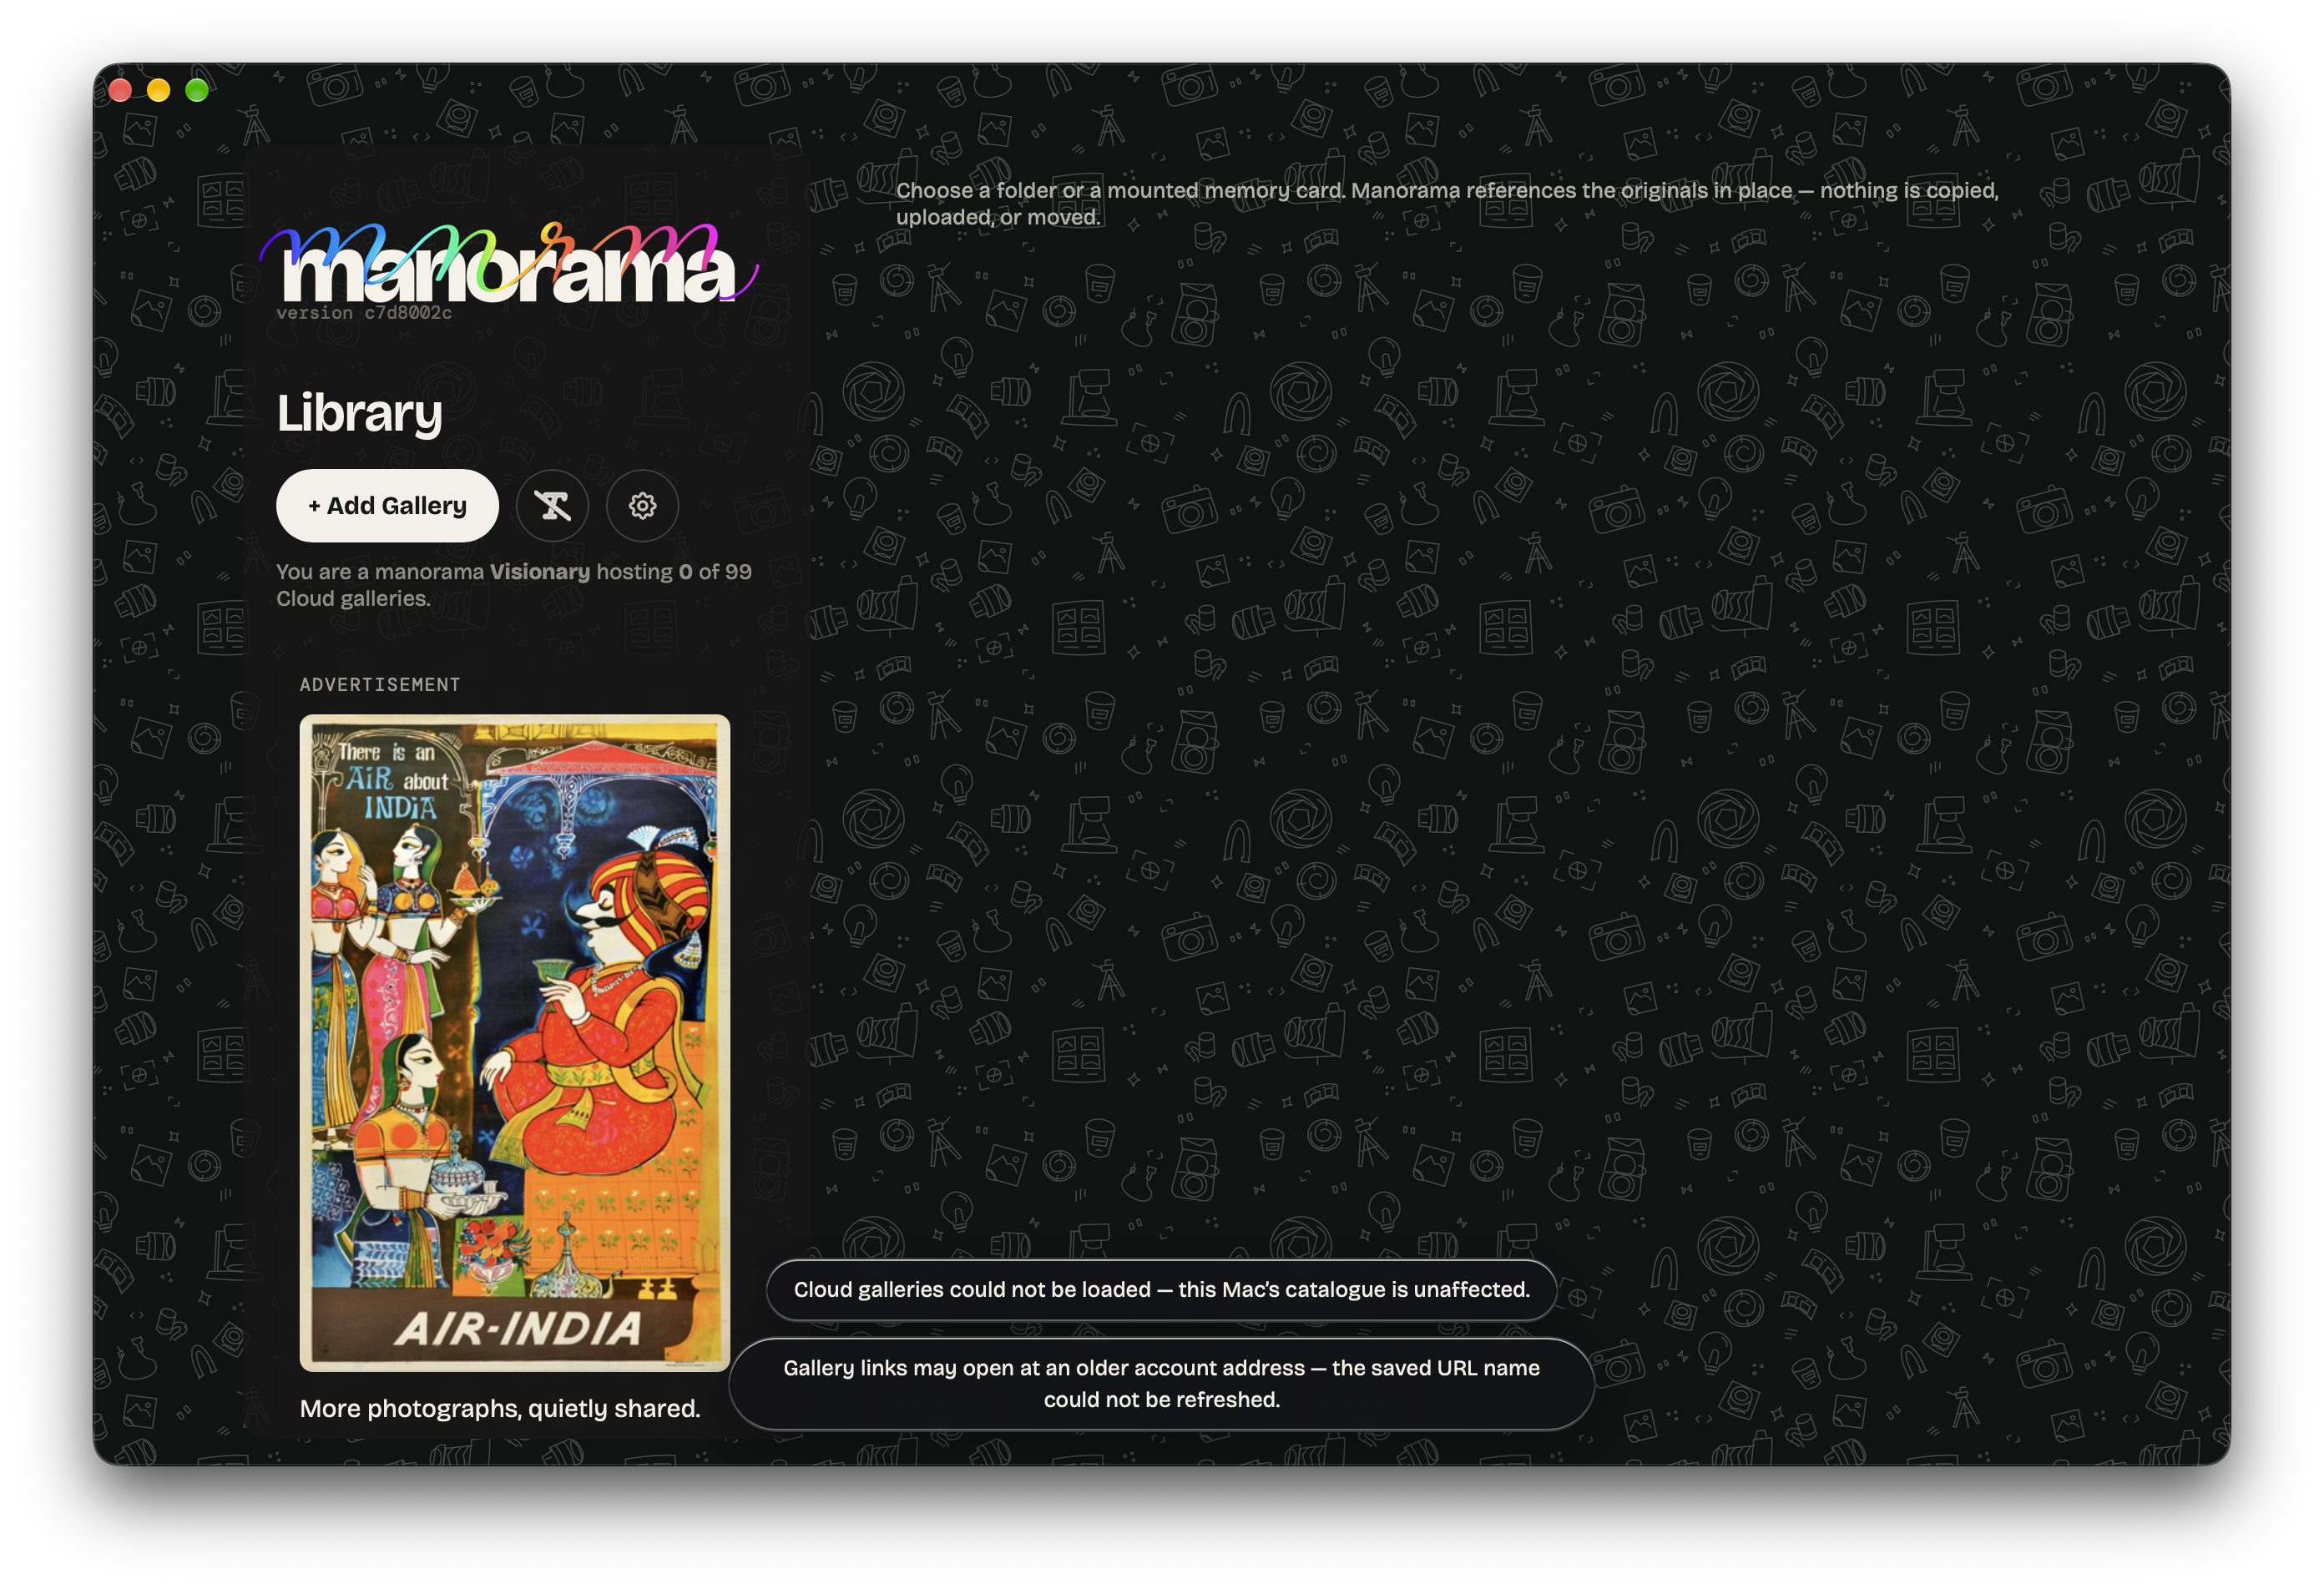 manorama
version c7d8002c
Library
+ Add Gallery
You are a manorama Visionary hosting 0 of 99
Cloud galleries.
ADVERTISEMENT
There is an
AIR about
INDIA
AIR-INDIA
More photographs, quietly shared.
Choose a folder or a mounted memory card. Manorama references the originals in place — nothing is copied,
uploaded, or moved.
Cloud galleries could not be loaded — this Mac’s catalogue is unaffected.
Gallery links may open at an older account address — the saved URL name
could not be refreshed.